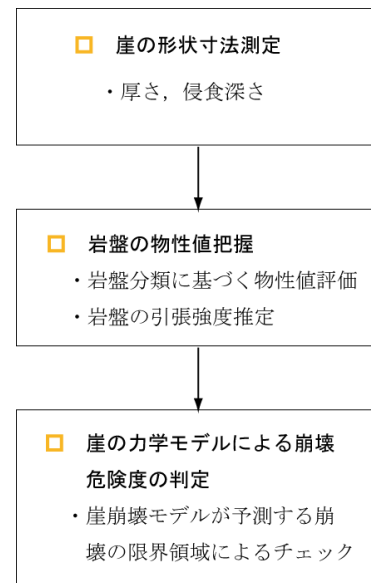 崖の形状寸法測定
・厚さ，侵食深さ
岩盤の物性値把握
・岩盤分類に基づく物性値評価
・岩盤の引張強度推定
崖の力学モデルによる崩壊
危険度の判定
・崖崩壊モデルが予測する崩
壊の限界領域によるチェック